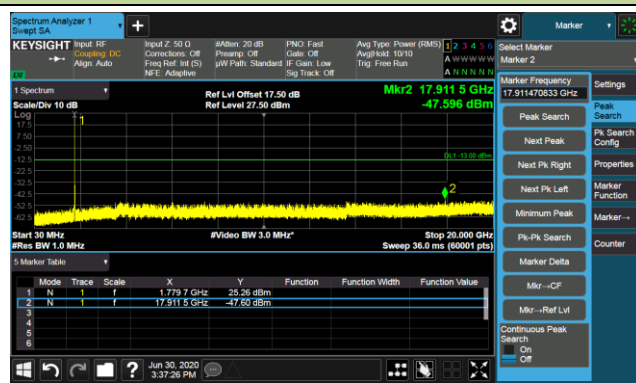 Spectrum Analyzer 1
Swept SA
Marker
KEYSIGHT
Input: RF
Coupling: DC
Align: Auto
Input Z: 50 Ω
Corrections: Off
Freq Ref: Int (S)
NFE: Adaptive
#Atten: 20 dB
Preamp: Off
µW Path: Standard
PNO: Fast
Gate: Off
IF Gain: Low
Sig Track: Off
Avg Type: Power (RMS)
Avg|Hold: 10/10
Trig: Free Run
1 2 3 4 5 6
A W W W W W
A N N N N N
LW
Select Marker
Marker 2
Marker Frequency
17.911470833 GHz
Peak Search
Next Peak
Next Pk Right
Next Pk Left
Minimum Peak
Pk-Pk Search
Marker Delta
Mkr→CF
Mkr→Ref Lvl
Continuous Peak
Search
On
Off
Settings
Peak
Search
Pk Search
Config
Properties
Marker
Function
Marker→
Counter
1 Spectrum
Scale/Div 10 dB
Ref Lvl Offset 17.50 dB
Ref Level 27.50 dBm
Mkr2 17.911 5 GHz
-47.596 dBm
Log
17.5
7.50
-2.50
-12.5
-22.5
-32.5
-42.5
-52.5
-62.5
1
DL1 -13.00 dBm
2
Start 30 MHz
#Res BW 1.0 MHz
#Video BW 3.0 MHz*
Stop 20.000 GHz
Sweep 36.0 ms (60001 pts)
5 Marker Table
Mode Trace Scale X Y Function Function Width Function Value
1 N 1 f 1.779 7 GHz 25.26 dBm
2 N 1 f 17.911 5 GHz -47.60 dBm
3
4
5
6
?
Jun 30, 2020
3:37:26 PM